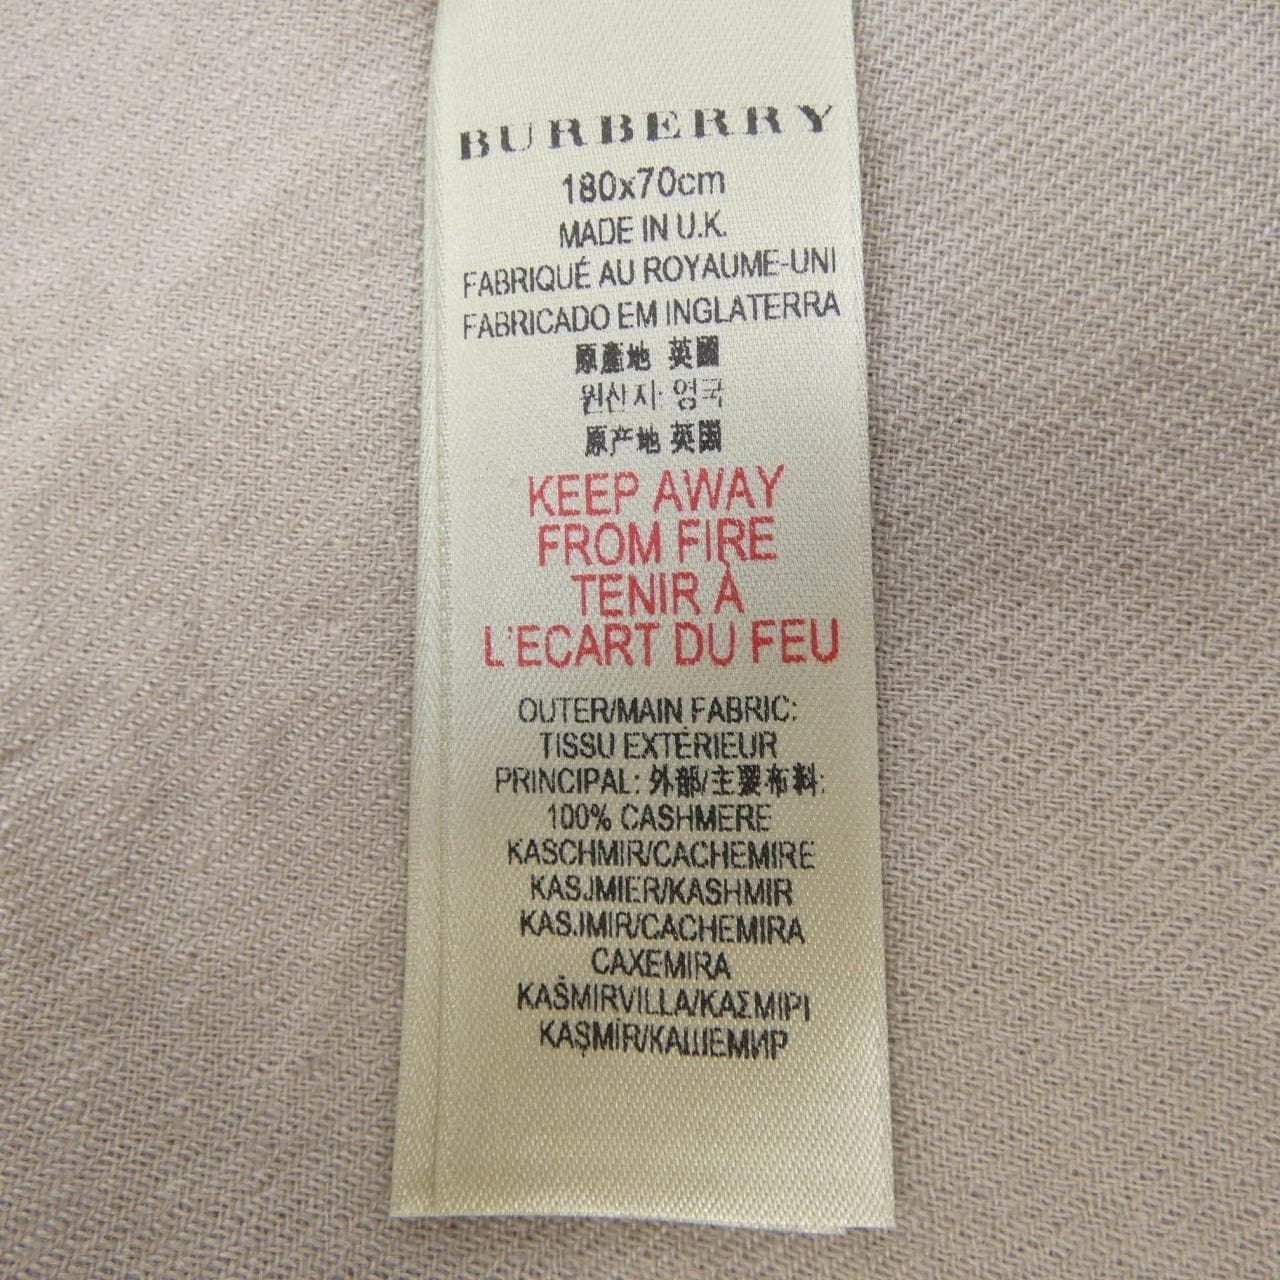 BURBERRY
180x70cm
MADE IN U.K.
FABRIQUÉ AU ROYAUME-UNI
FABRICADO EM INGLATERRA
原產地 英國
원산지 영국
原产地 英國
KEEP AWAY
FROM FIRE
TENIR À
L'ECART DU FEU
OUTER/MAIN FABRIC:
TISSU EXTÉRIEUR
PRINCIPAL: 外部/主要布料:
100% CASHMERE
KASCHMIR/CACHEMIRE
KASJMIER/KASHMIR
KASJMIR/CACHEMIRA
CAXEMIRA
KAŠMIRVILLA/ΚΑΣΜΙΡΙ
KAŞMİR/КАШЕМИР